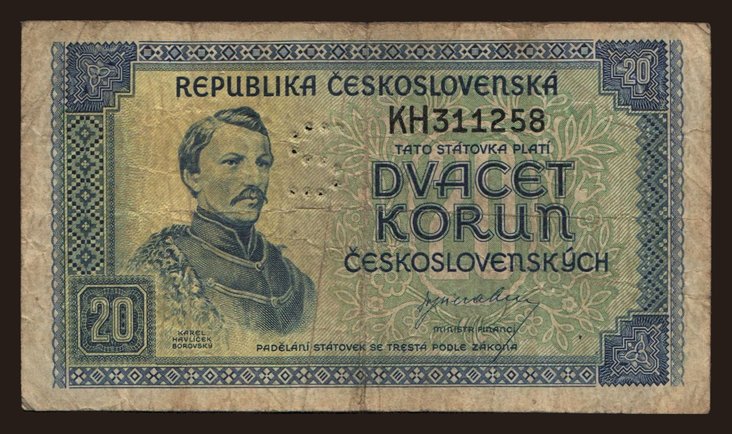 20
REPUBLIKA ČESKOSLOVENSKÁ
KH311258
TATO STÁTOVKA PLATÍ
DVACET
KORUN
ČESKOSLOVENSKÝCH
MINISTR FINANCÍ
20
KAREL
HAVLÍČEK
BOROVSKÝ
PADĚLÁNÍ STÁTOVEK SE TRESTÁ PODLE ZÁKONA
20